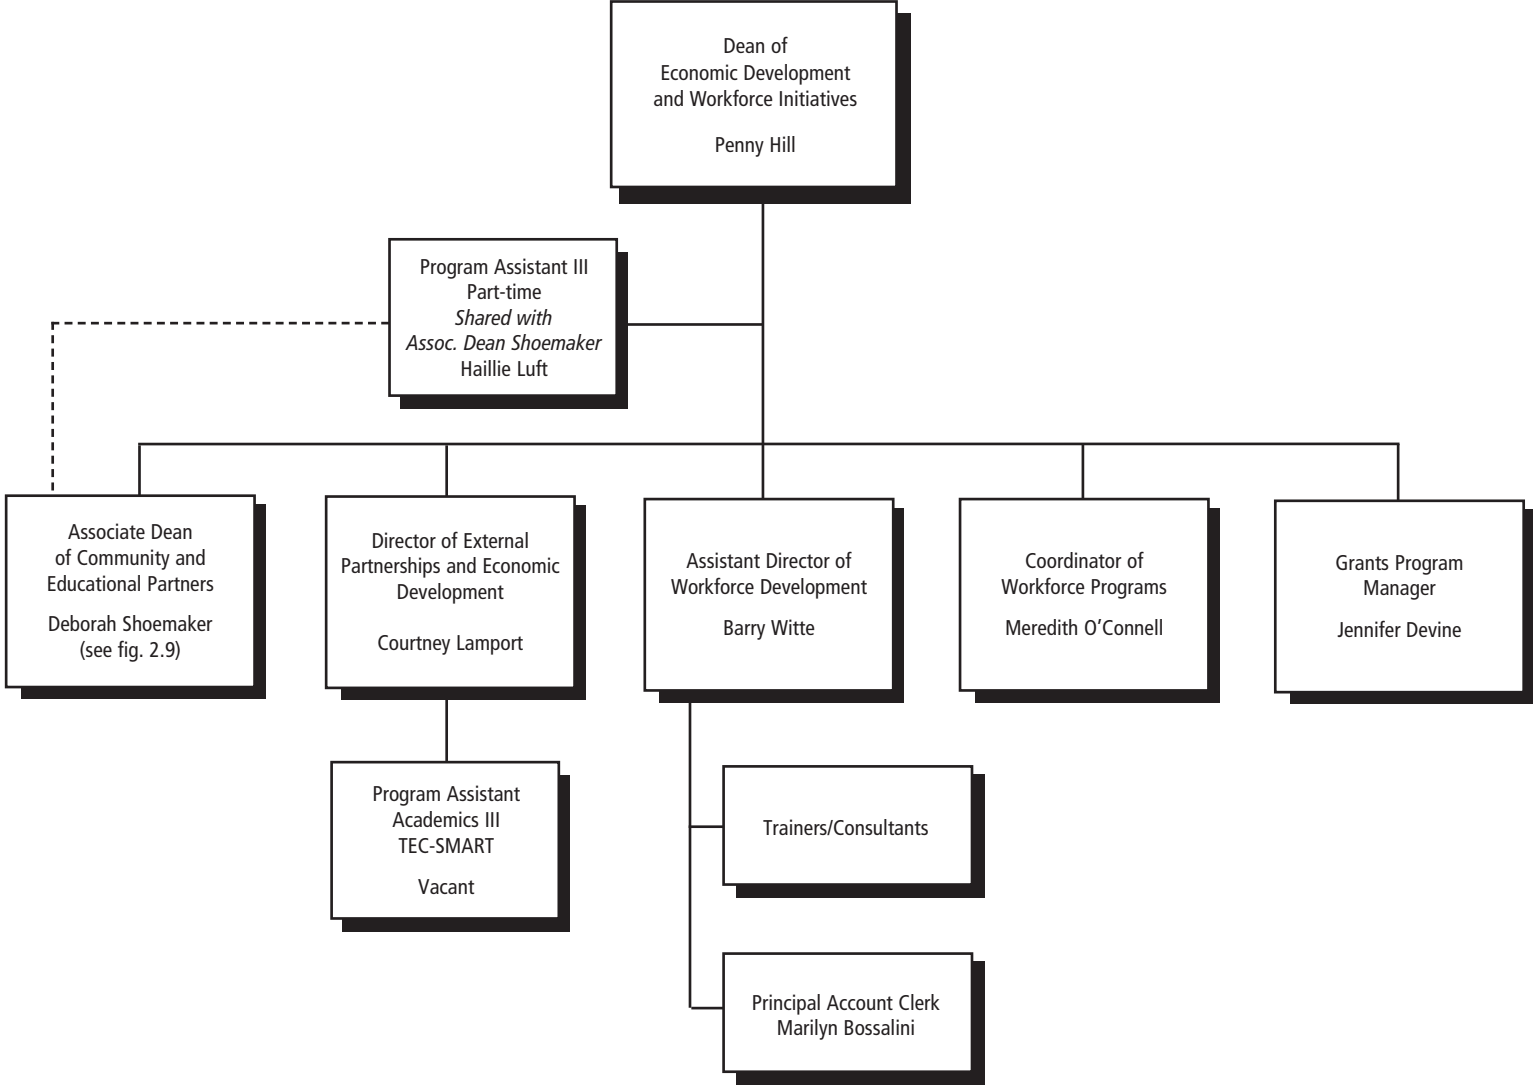 Dean of
Economic Development
and Workforce Initiatives
Penny Hill
Program Assistant III
Part-time
Shared with
Assoc. Dean Shoemaker
Haillie Luft
Associate Dean
of Community and
Educational Partners
Deborah Shoemaker
(see fig. 2.9)
Director of External
Partnerships and Economic
Development
Courtney Lamport
Assistant Director of
Workforce Development
Barry Witte
Coordinator of
Workforce Programs
Meredith O’Connell
Grants Program
Manager
Jennifer Devine
Program Assistant
Academics III
TEC-SMART
Vacant
Trainers/Consultants
Principal Account Clerk
Marilyn Bossalini